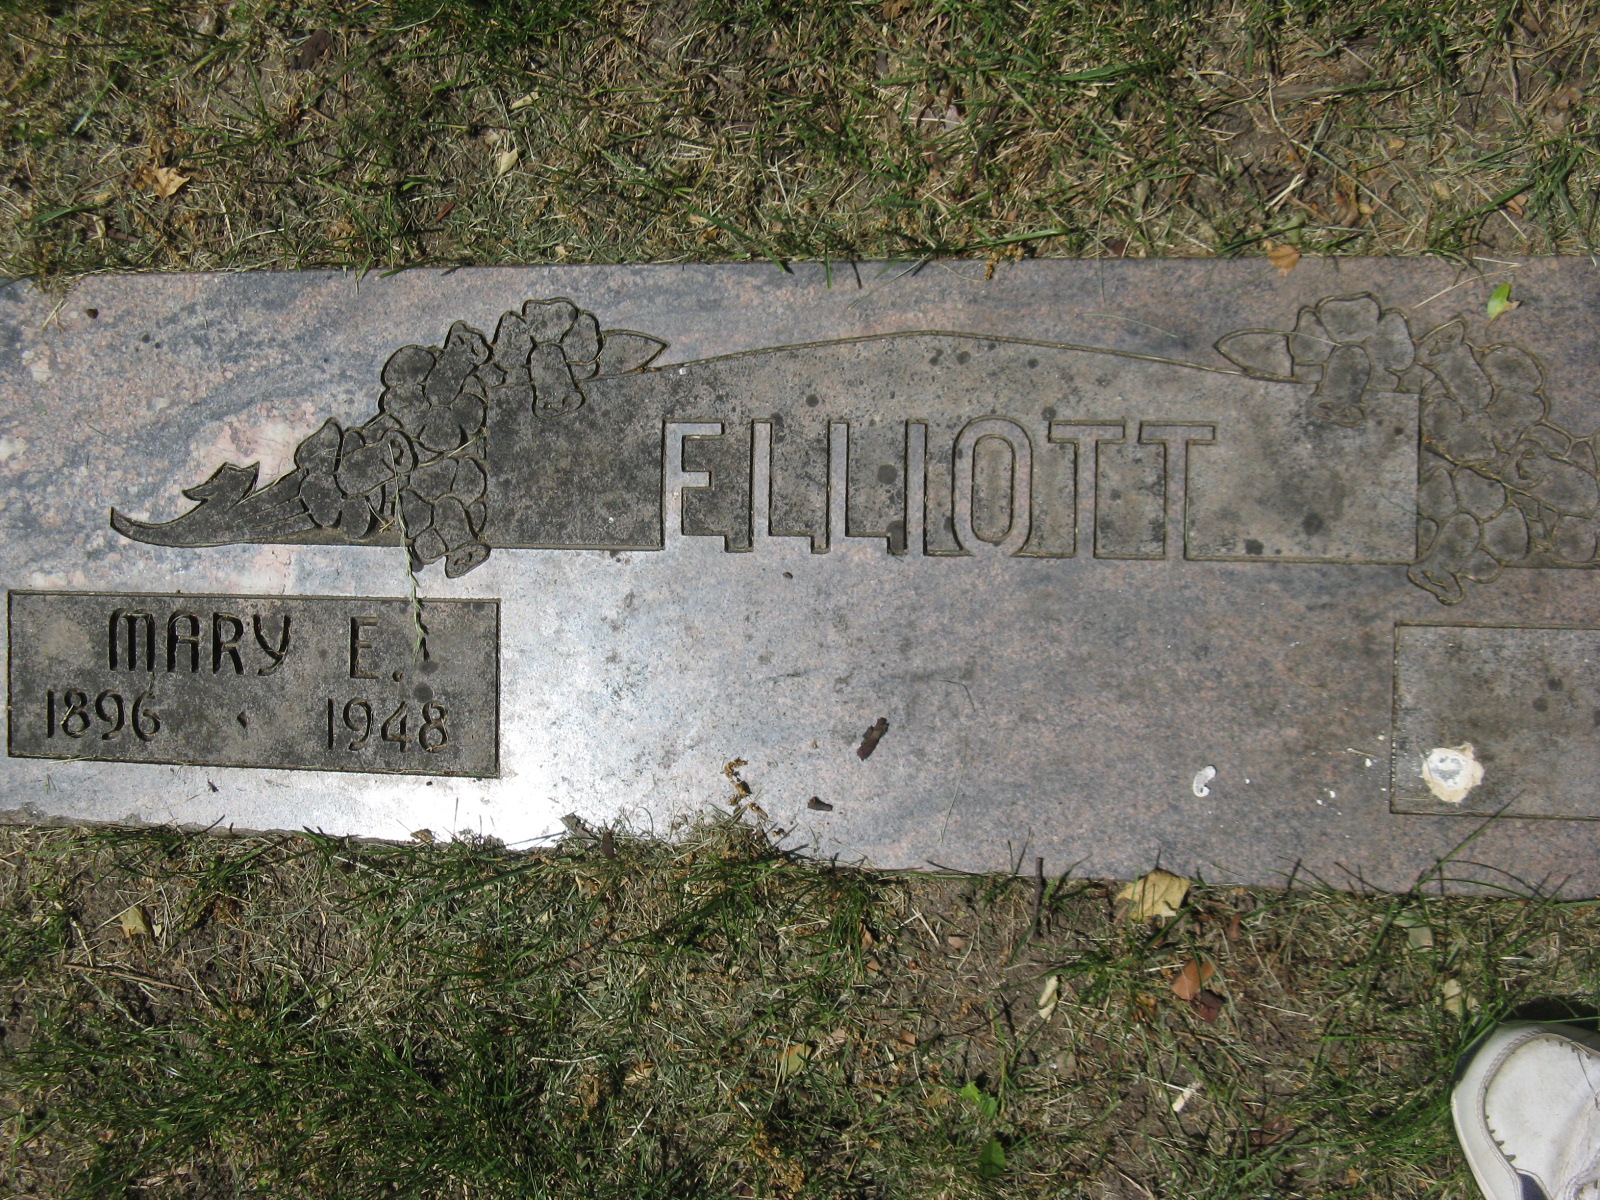 ELLIOTT
MARY E.
1896 · 1948